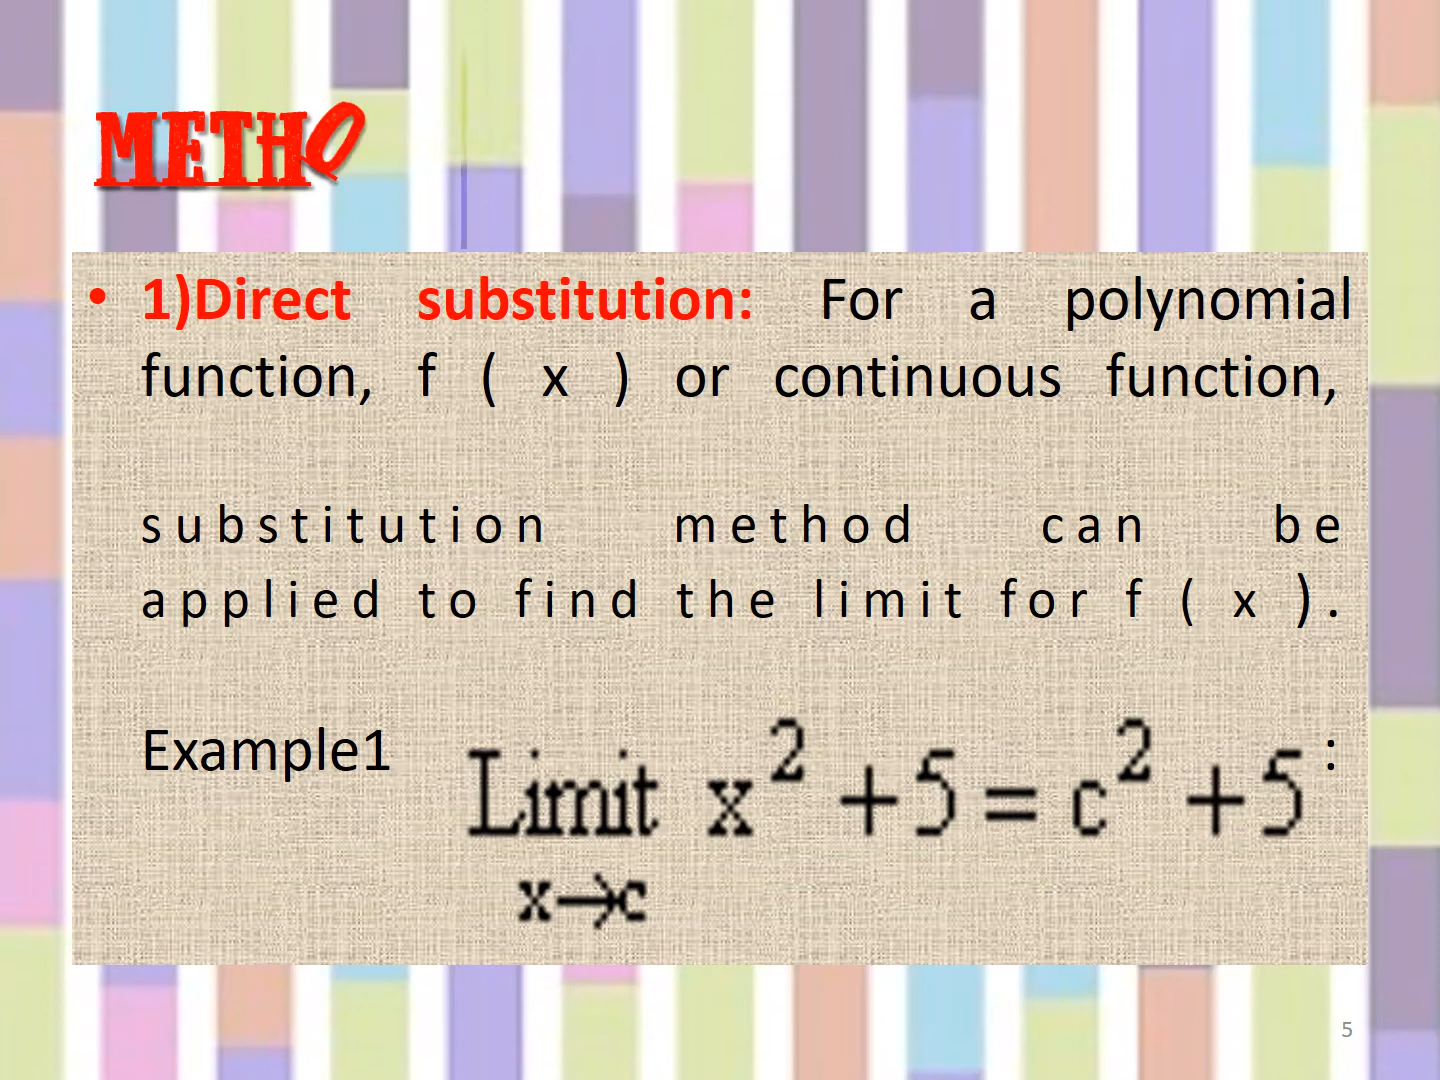 METHO
• 1)Direct substitution: For a polynomial
function, f ( x ) or continuous function,
substitution method can be
applied to find the limit for f ( x ).
Example1 :
Limit x² + 5 = c² + 5
x→c
5